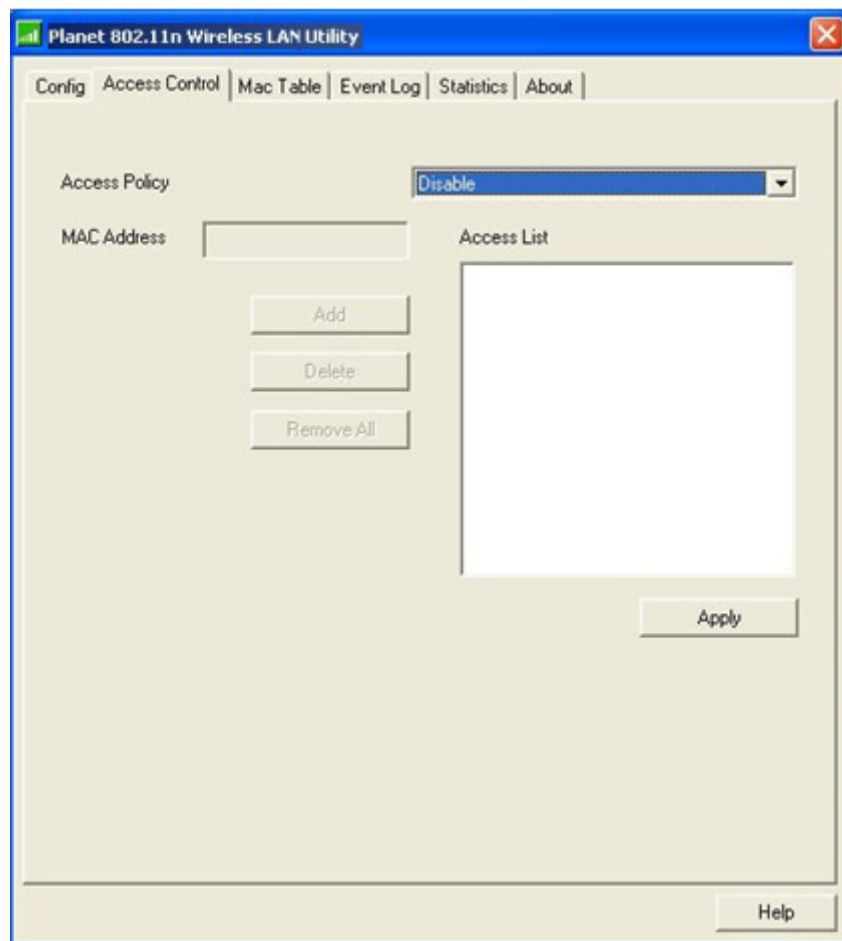 Planet 802.11n Wireless LAN Utility
Config Access Control Mac Table Event Log Statistics About
Access Policy Disable
MAC Address Access List
Add
Delete
Remove All
Apply
Help